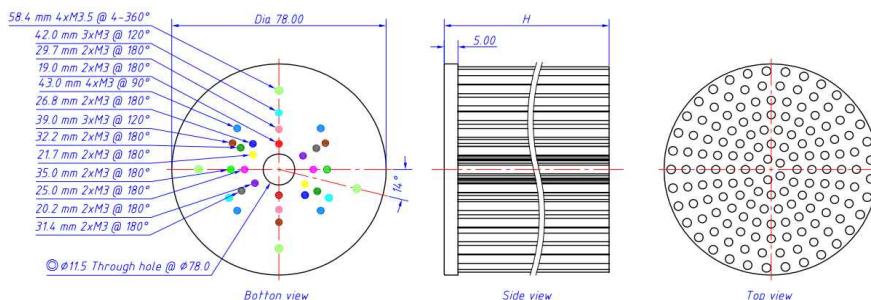 58.4 mm 4xM3.5 @ 4-360°
42.0 mm 3xM3 @ 120°
29.7 mm 2xM3 @ 180°
19.0 mm 2xM3 @ 180°
43.0 mm 4xM3 @ 90°
26.8 mm 2xM3 @ 180°
39.0 mm 3xM3 @ 120°
32.2 mm 2xM3 @ 180°
21.7 mm 2xM3 @ 180°
35.0 mm 2xM3 @ 180°
25.0 mm 2xM3 @ 180°
20.2 mm 2xM3 @ 180°
31.4 mm 2xM3 @ 180°
Dia 78.00
14°
Ø11.5 Through hole @ Ø78.0
H
5.00
Botton view
Side view
Top view